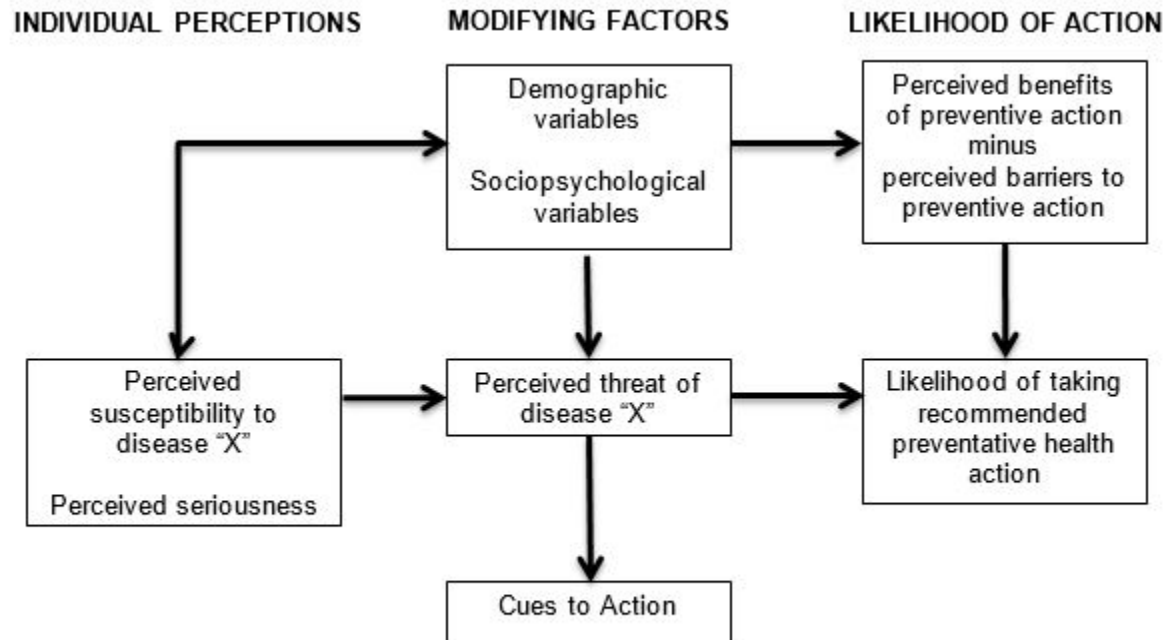 INDIVIDUAL PERCEPTIONS
MODIFYING FACTORS
LIKELIHOOD OF ACTION
Demographic
variables
Sociopsychological
variables
Perceived benefits
of preventive action
minus
perceived barriers to
preventive action
Perceived
susceptibility to
disease “X”
Perceived seriousness
Perceived threat of
disease “X”
Likelihood of taking
recommended
preventative health
action
Cues to Action